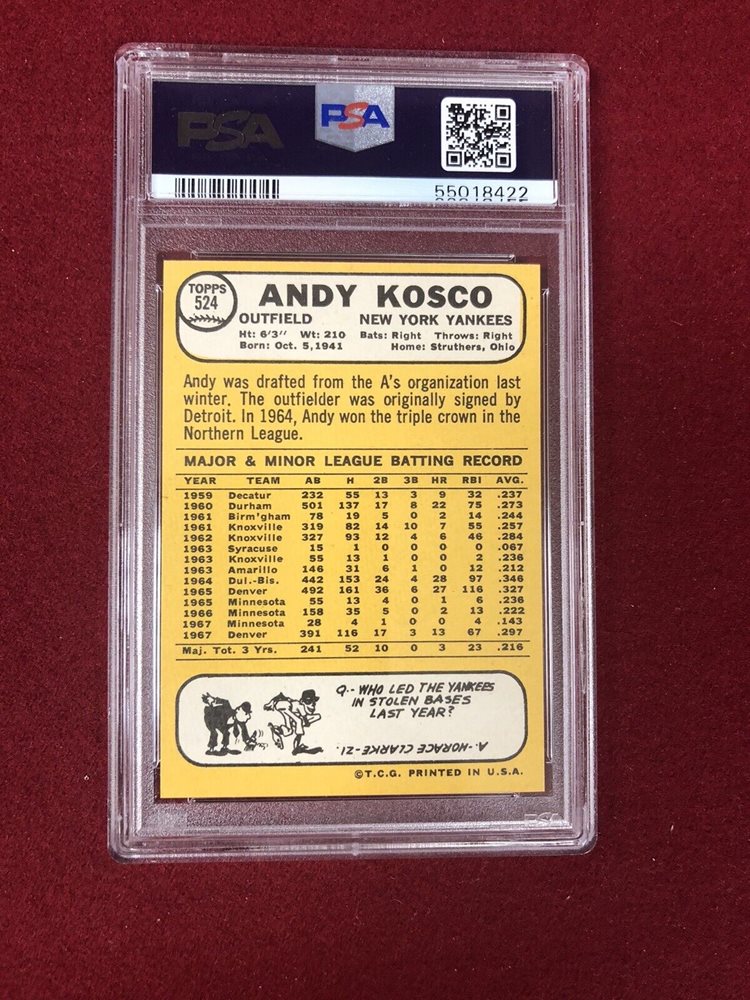 PSA
PSA
55018422
TOPPS
524
ANDY KOSCO
OUTFIELD NEW YORK YANKEES
Ht: 6'3" Wt: 210 Bats: Right Throws: Right
Born: Oct. 5, 1941 Home: Struthers, Ohio
Andy was drafted from the A's organization last
winter. The outfielder was originally signed by
Detroit. In 1964, Andy won the triple crown in the
Northern League.
MAJOR & MINOR LEAGUE BATTING RECORD
YEAR TEAM AB H 2B 3B HR RBI AVG.
1959 Decatur 232 55 13 3 9 32 .237
1960 Durham 501 137 17 8 22 75 .273
1961 Birm'gham 78 19 5 0 2 14 .244
1961 Knoxville 319 82 14 10 7 55 .257
1962 Knoxville 327 93 12 4 6 46 .284
1963 Syracuse 15 1 0 0 0 0 .067
1963 Knoxville 55 13 1 0 0 2 .236
1963 Amarillo 146 31 6 1 0 12 .212
1964 Dul.-Bis. 442 153 24 4 28 97 .346
1965 Denver 492 161 36 6 27 116 .327
1965 Minnesota 55 13 4 0 1 6 .236
1966 Minnesota 158 35 5 0 2 13 .222
1967 Minnesota 28 4 1 0 0 4 .143
1967 Denver 391 116 17 3 13 67 .297
Maj. Tot. 3 Yrs. 241 52 10 0 3 23 .216
Q.- WHO LED THE YANKEES
IN STOLEN BASES
LAST YEAR?
A.- HORACE CLARKE-21.
©T.C.G. PRINTED IN U.S.A.
PSA